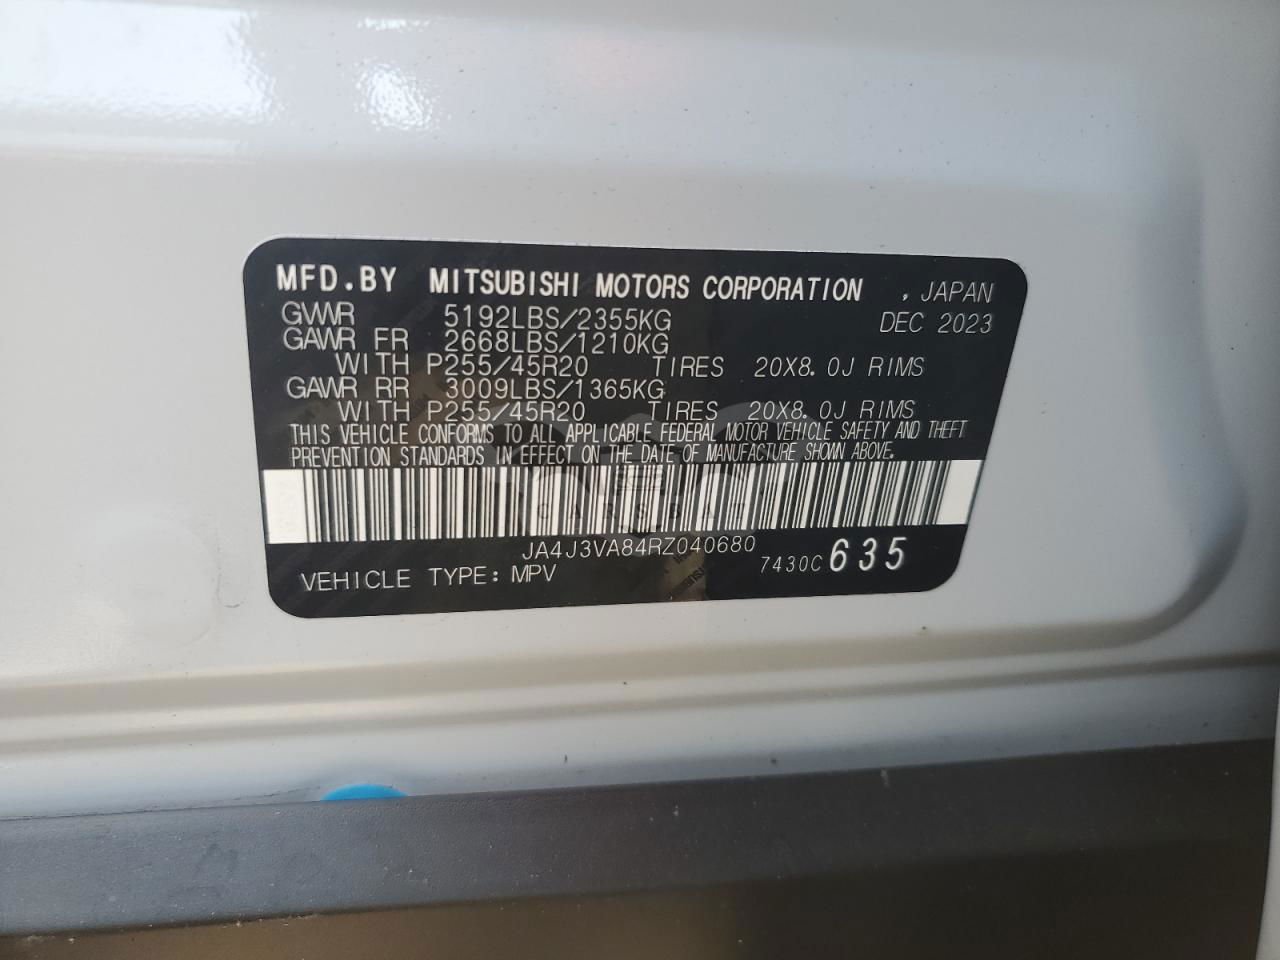 MFD.BY MITSUBISHI MOTORS CORPORATION , JAPAN
GVWR 5192LBS/2355KG DEC 2023
GAWR FR 2668LBS/1210KG
WITH P255/45R20 TIRES 20X8.0J RIMS
GAWR RR 3009LBS/1365KG
WITH P255/45R20 TIRES 20X8.0J RIMS
THIS VEHICLE CONFORMS TO ALL APPLICABLE FEDERAL MOTOR VEHICLE SAFETY AND THEFT
PREVENTION STANDARDS IN EFFECT ON THE DATE OF MANUFACTURE SHOWN ABOVE.
JA4J3VA84RZ040680
VEHICLE TYPE: MPV 7430C 635